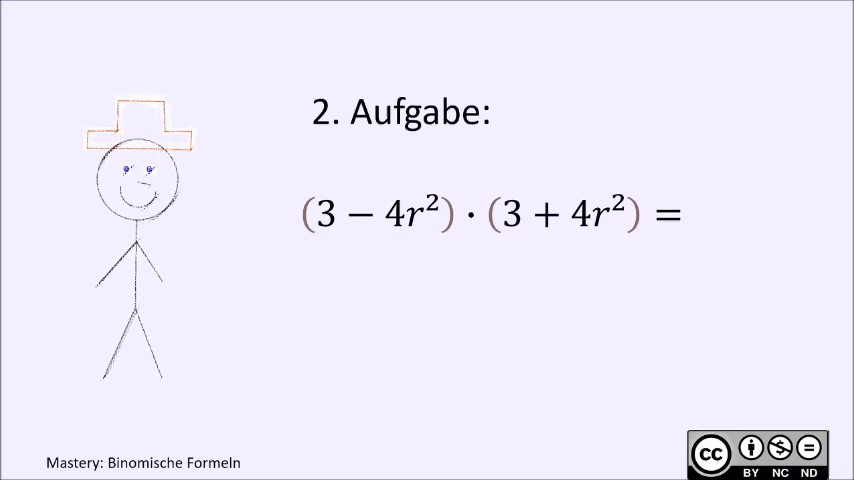 2. Aufgabe:
(3 − 4r²) · (3 + 4r²) =
Mastery: Binomische Formeln
cc
BY NC ND